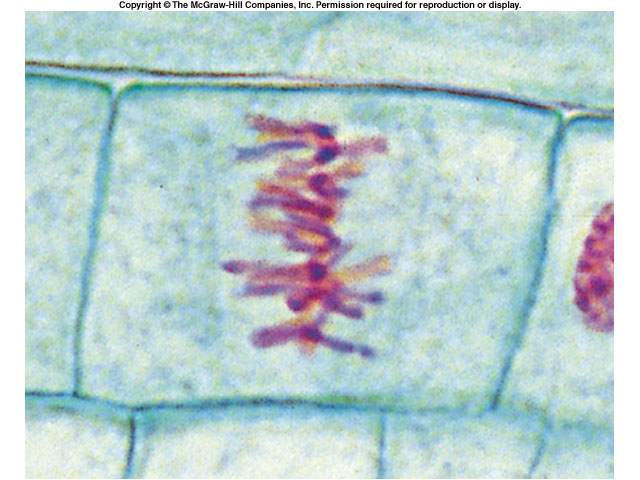 Copyright © The McGraw-Hill Companies, Inc. Permission required for reproduction or display.